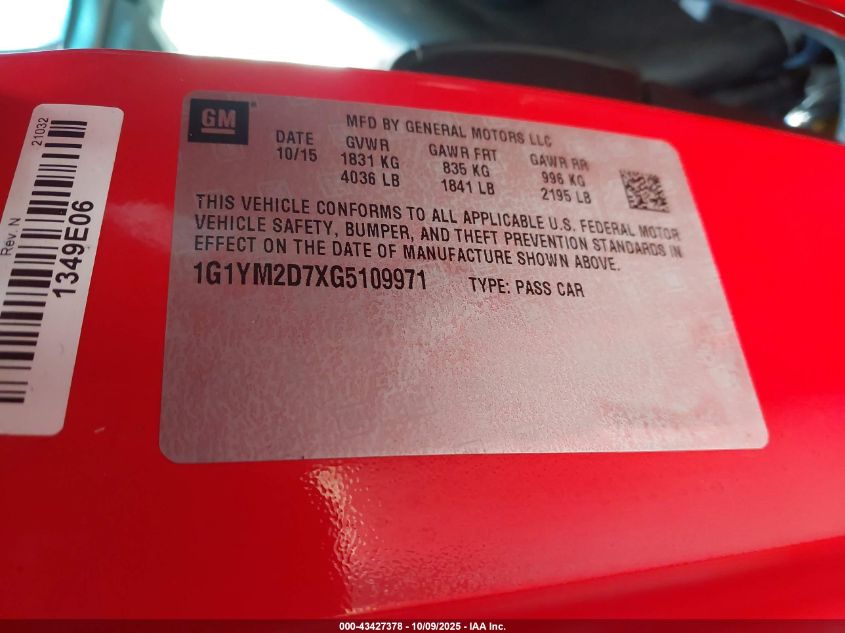 21032
Rev. N
1349E06
GM
MFD BY GENERAL MOTORS LLC
DATE GVWR GAWR FRT GAWR RR
10/15 1831 KG 835 KG 996 KG
4036 LB 1841 LB 2195 LB
THIS VEHICLE CONFORMS TO ALL APPLICABLE U.S. FEDERAL MOTOR
VEHICLE SAFETY, BUMPER, AND THEFT PREVENTION STANDARDS IN
EFFECT ON THE DATE OF MANUFACTURE SHOWN ABOVE.
1G1YM2D7XG5109971 TYPE: PASS CAR
000-43427378 - 10/09/2025 - IAA Inc.